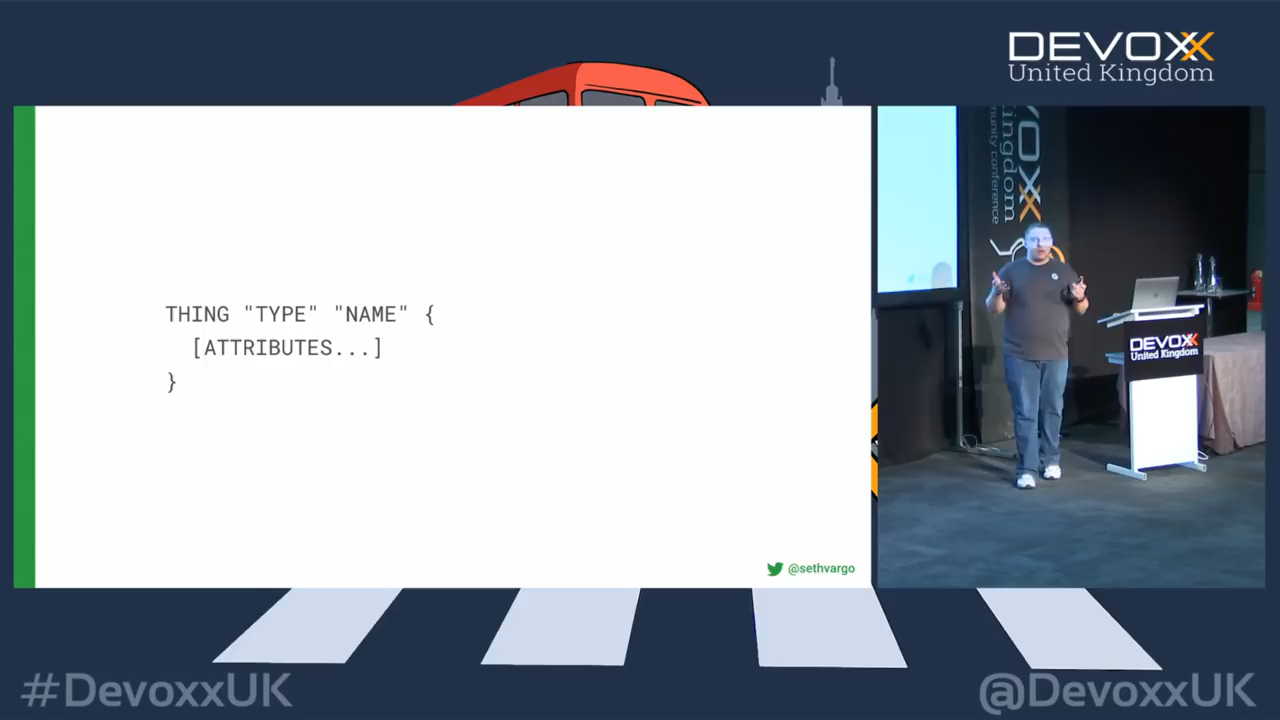 DEVOXX
United Kingdom
THING "TYPE" "NAME" {
[ATTRIBUTES...]
}
@sethvargo
DEVOXX
United Kingdom
#DevoxxUK
@DevoxxUK